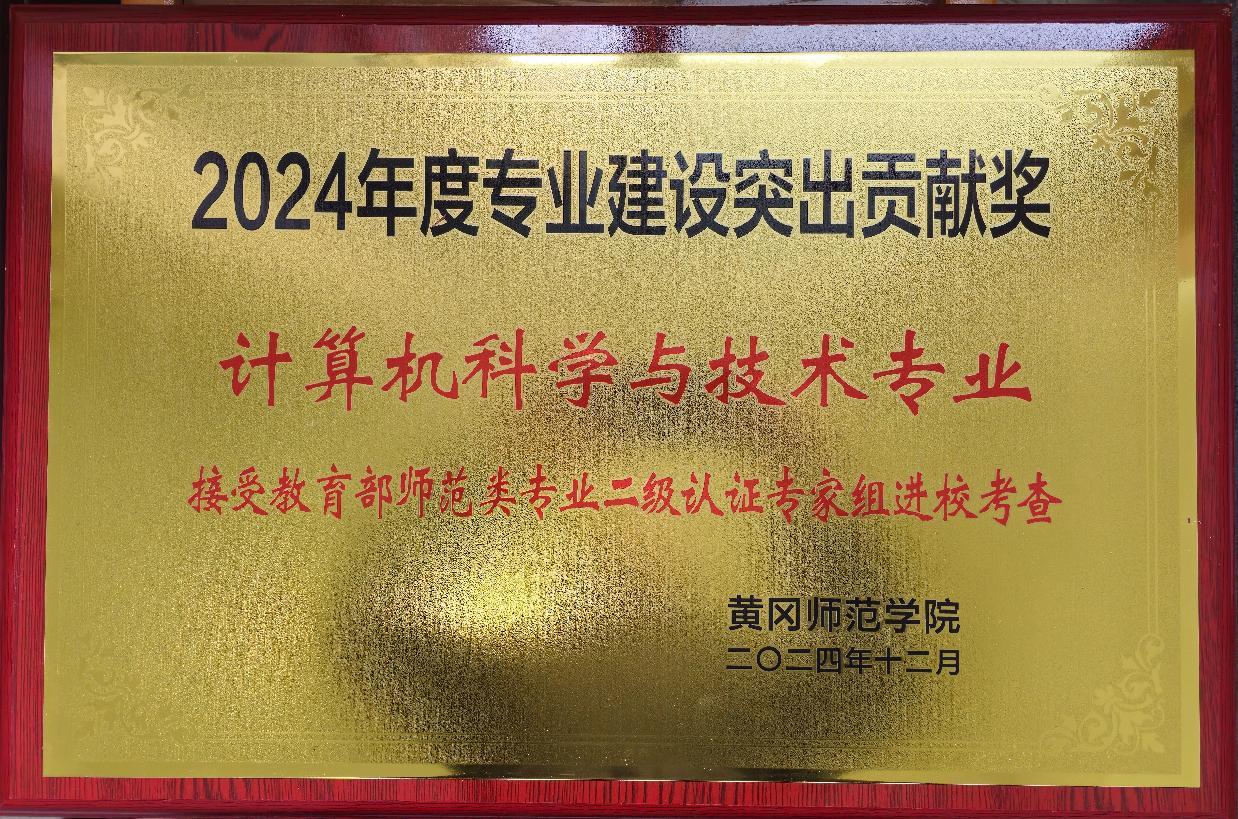 2024年度专业建设突出贡献奖
计算机科学与技术专业
接受教育部师范类专业二级认证专家组进校考查
黄冈师范学院
二〇二四年十二月